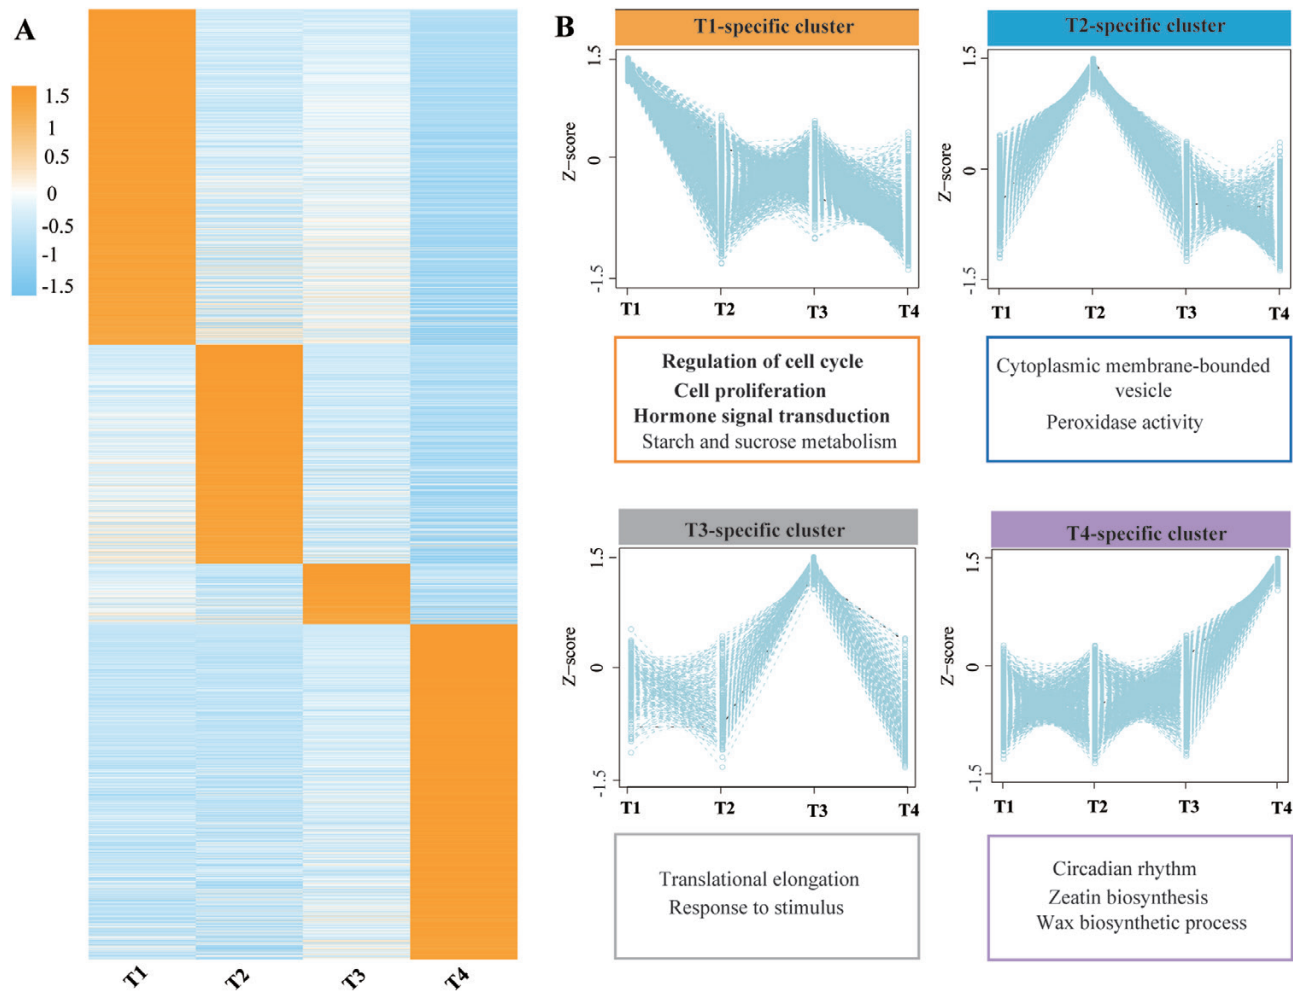 A
1.5
1
0.5
0
-0.5
-1
-1.5
T1
T2
T3
T4
B
T1-specific cluster
Z−score
1.5
0
-1.5
T1
T2
T3
T4
Regulation of cell cycle
Cell proliferation
Hormone signal transduction
Starch and sucrose metabolism
T2-specific cluster
Z−score
1.5
0
-1.5
T1
T2
T3
T4
Cytoplasmic membrane-bounded
vesicle
Peroxidase activity
T3-specific cluster
Z−score
1.5
0
-1.5
T1
T2
T3
T4
Translational elongation
Response to stimulus
T4-specific cluster
Z−score
1.5
0
-1.5
T1
T2
T3
T4
Circadian rhythm
Zeatin biosynthesis
Wax biosynthetic process